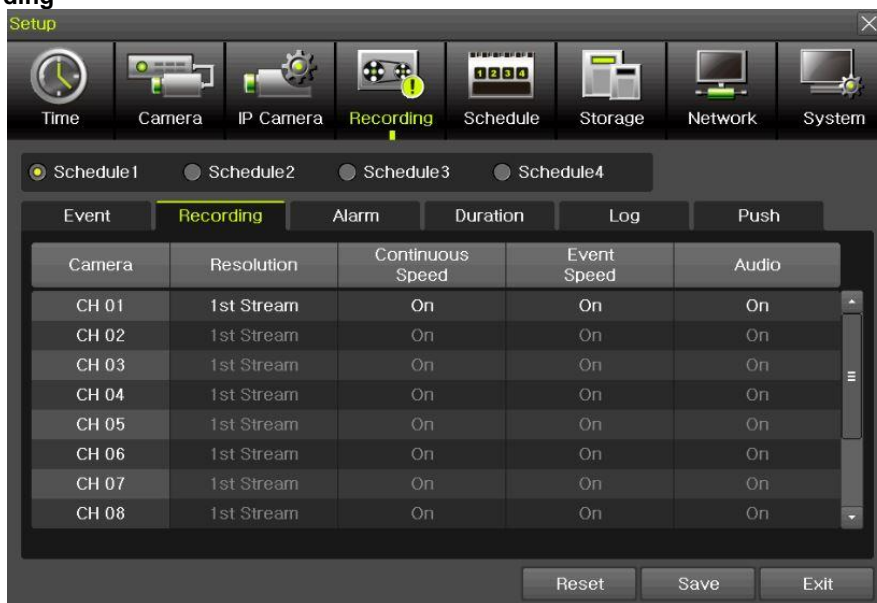 ding
Setup
Time Camera IP Camera Recording Schedule Storage Network System
Schedule1 Schedule2 Schedule3 Schedule4
Event Recording Alarm Duration Log Push
Camera Resolution Continuous Speed Event Speed Audio
CH 01 1st Stream On On On
CH 02 1st Stream On On On
CH 03 1st Stream On On On
CH 04 1st Stream On On On
CH 05 1st Stream On On On
CH 06 1st Stream On On On
CH 07 1st Stream On On On
CH 08 1st Stream On On On
Reset Save Exit